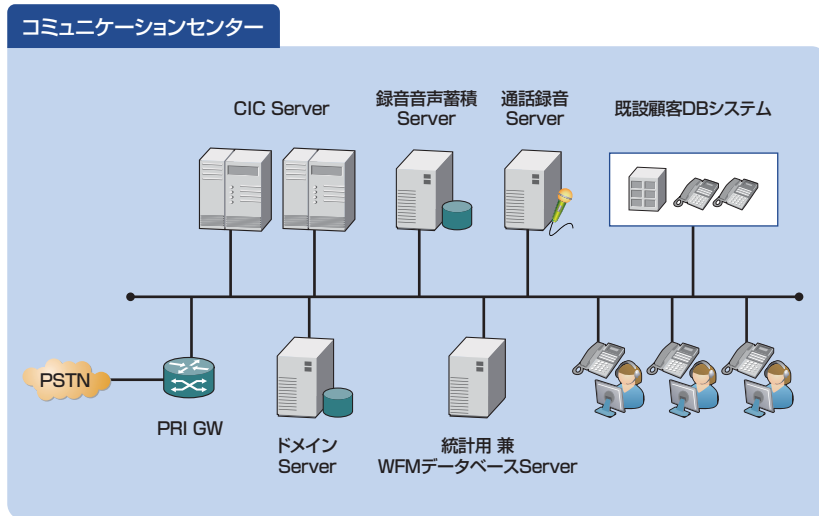 コミュニケーションセンター
CIC Server
録音音声蓄積
Server
通話録音
Server
既設顧客DBシステム
PSTN
PRI GW
ドメイン
Server
統計用 兼
WFMデータベースServer